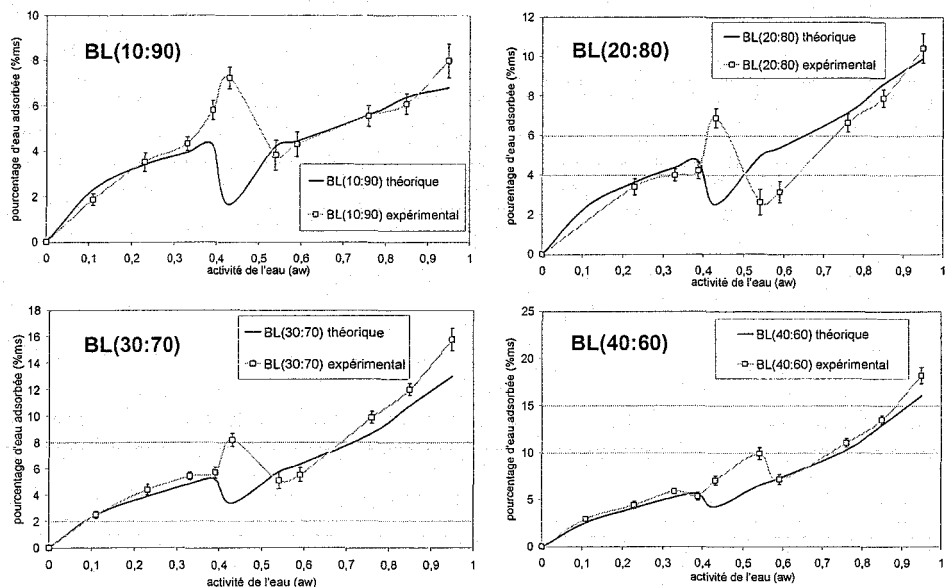 BL(10:90)
BL(10:90) théorique
BL(10:90) expérimental
pourcentage d'eau adsorbée (%ms)
10
8
6
4
2
0
0 0,1 0,2 0,3 0,4 0,5 0,6 0,7 0,8 0,9 1
activité de l'eau (aw)
BL(20:80)
BL(20:80) théorique
BL(20:80) expérimental
pourentage d'eau adsorbée (%ms)
12
10
8
6
4
2
0
0 0,1 0,2 0,3 0,4 0,5 0,6 0,7 0,8 0,9 1
activité de l'eau (aw)
BL(30:70)
BL(30:70) théorique
BL(30:70) expérimental
pourcentage d'eau adsorbée (%ms)
18
16
14
12
10
8
6
4
2
0
0 0,1 0,2 0,3 0,4 0,5 0,6 0,7 0,8 0,9 1
activité de l'eau (aw)
BL(40:60)
BL(40:60) théorique
BL(40:60) expérimental
pourcentage d'eau adsorbée (%ms)
25
20
15
10
5
0
0 0,1 0,2 0,3 0,4 0,5 0,6 0,7 0,8 0,9 1
activité de l'eau (aw)